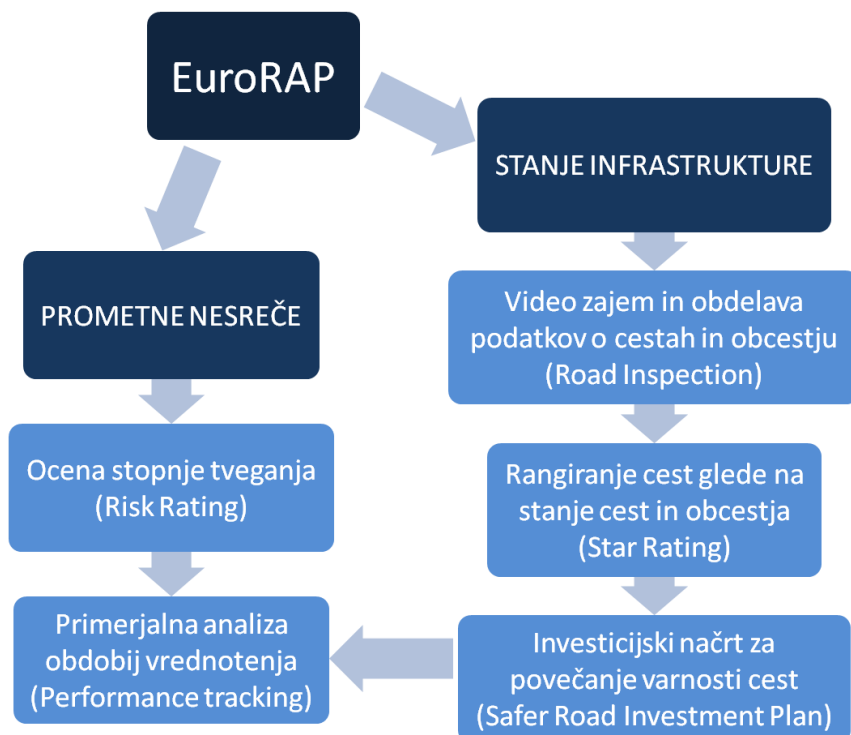 EuroRAP
STANJE INFRASTRUKTURE
PROMETNE NESREČE
Video zajem in obdelava
podatkov o cestah in obcestju
(Road Inspection)
Ocena stopnje tveganja
(Risk Rating)
Rangiranje cest glede na
stanje cest in obcestja
(Star Rating)
Primerjalna analiza
obdobij vrednotenja
(Performance tracking)
Investicijski načrt za
povečanje varnosti cest
(Safer Road Investment Plan)